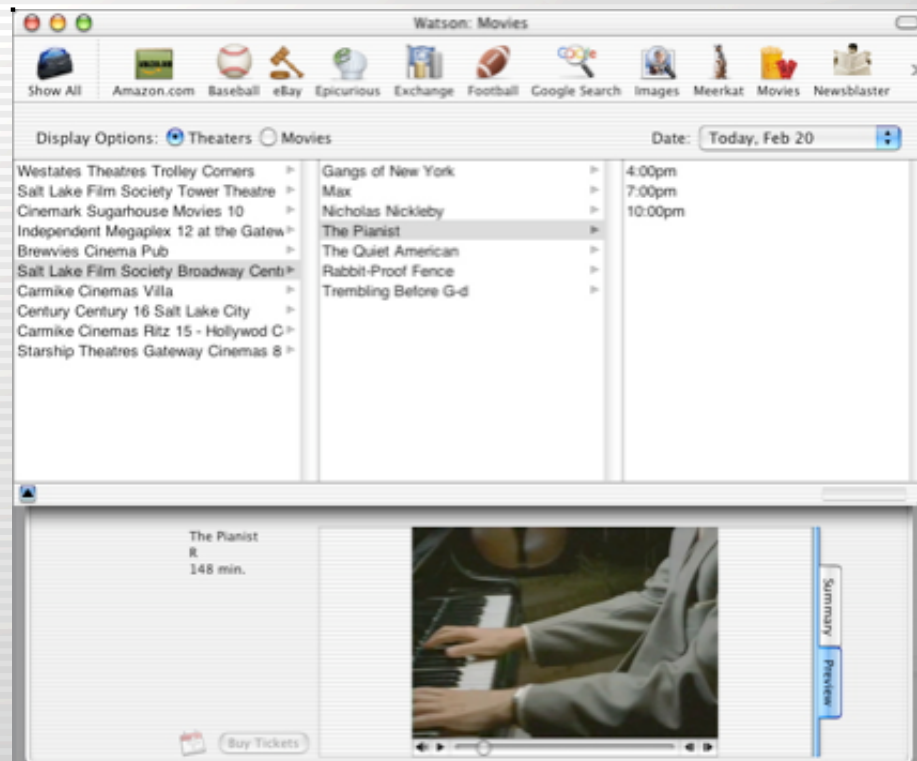 Watson: Movies
Show All Amazon.com Baseball eBay Epicurious Exchange Football Google Search Images Meerkat Movies Newsblaster
Display Options: Theaters Movies Date: Today, Feb 20
Westates Theatres Trolley Corners
Salt Lake Film Society Tower Theatre
Cinemark Sugarhouse Movies 10
Independent Megaplex 12 at the Gatew
Brewvies Cinema Pub
Salt Lake Film Society Broadway Cent
Carmike Cinemas Villa
Century Century 16 Salt Lake City
Carmike Cinemas Ritz 15 - Hollywod C
Starship Theatres Gateway Cinemas 8
Gangs of New York
Max
Nicholas Nickleby
The Pianist
The Quiet American
Rabbit-Proof Fence
Trembling Before G-d
4:00pm
7:00pm
10:00pm
The Pianist
R
148 min.
Buy Tickets
Summary
Preview